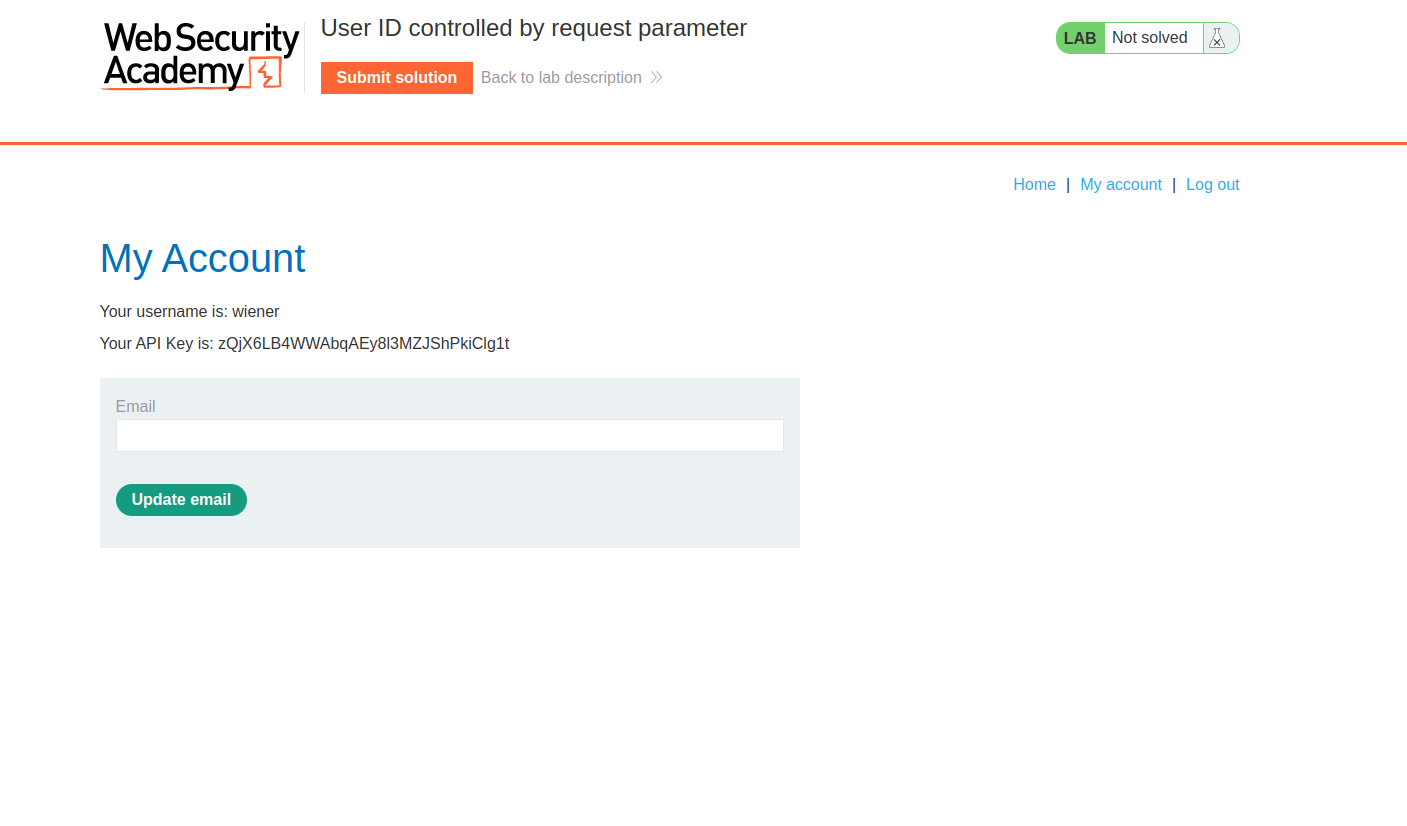 Web Security
Academy
User ID controlled by request parameter
Submit solution
Back to lab description
LAB
Not solved
Home | My account | Log out
My Account
Your username is: wiener
Your API Key is: zQjX6LB4WWAbqAEy8l3MZJShPkiClg1t
Email
Update email